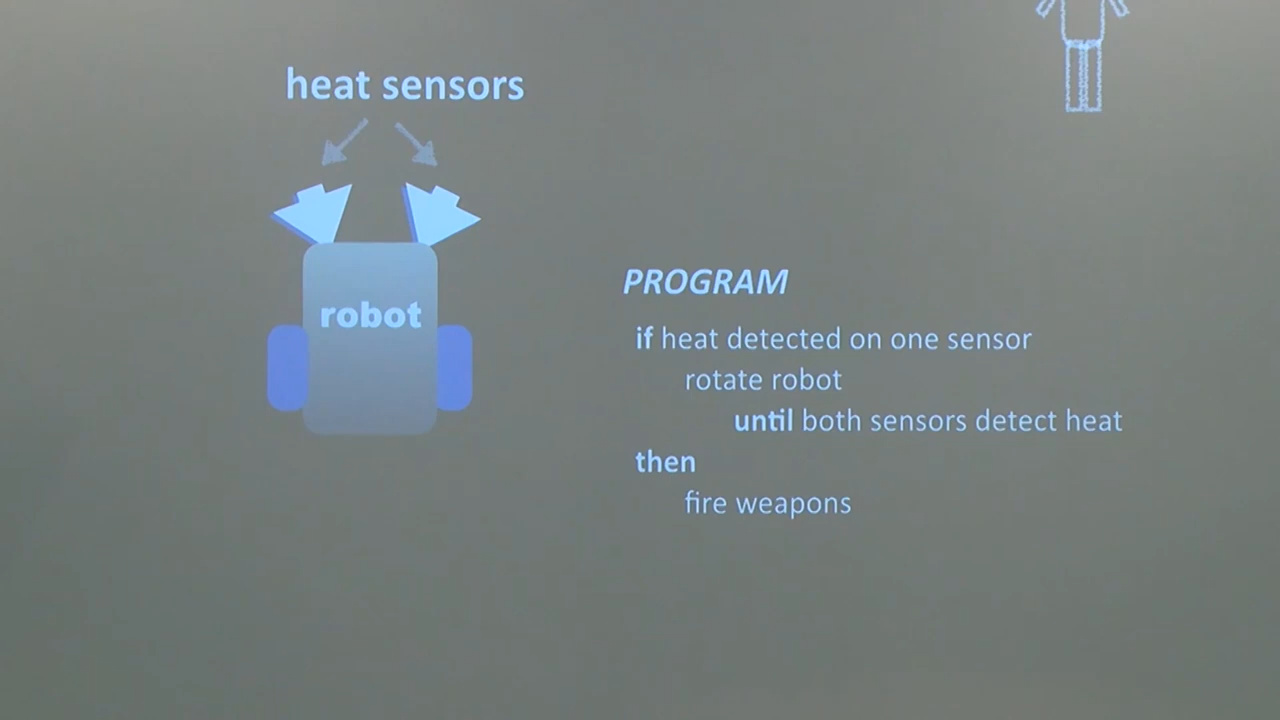 heat sensors
robot
PROGRAM
if heat detected on one sensor
rotate robot
until both sensors detect heat
then
fire weapons